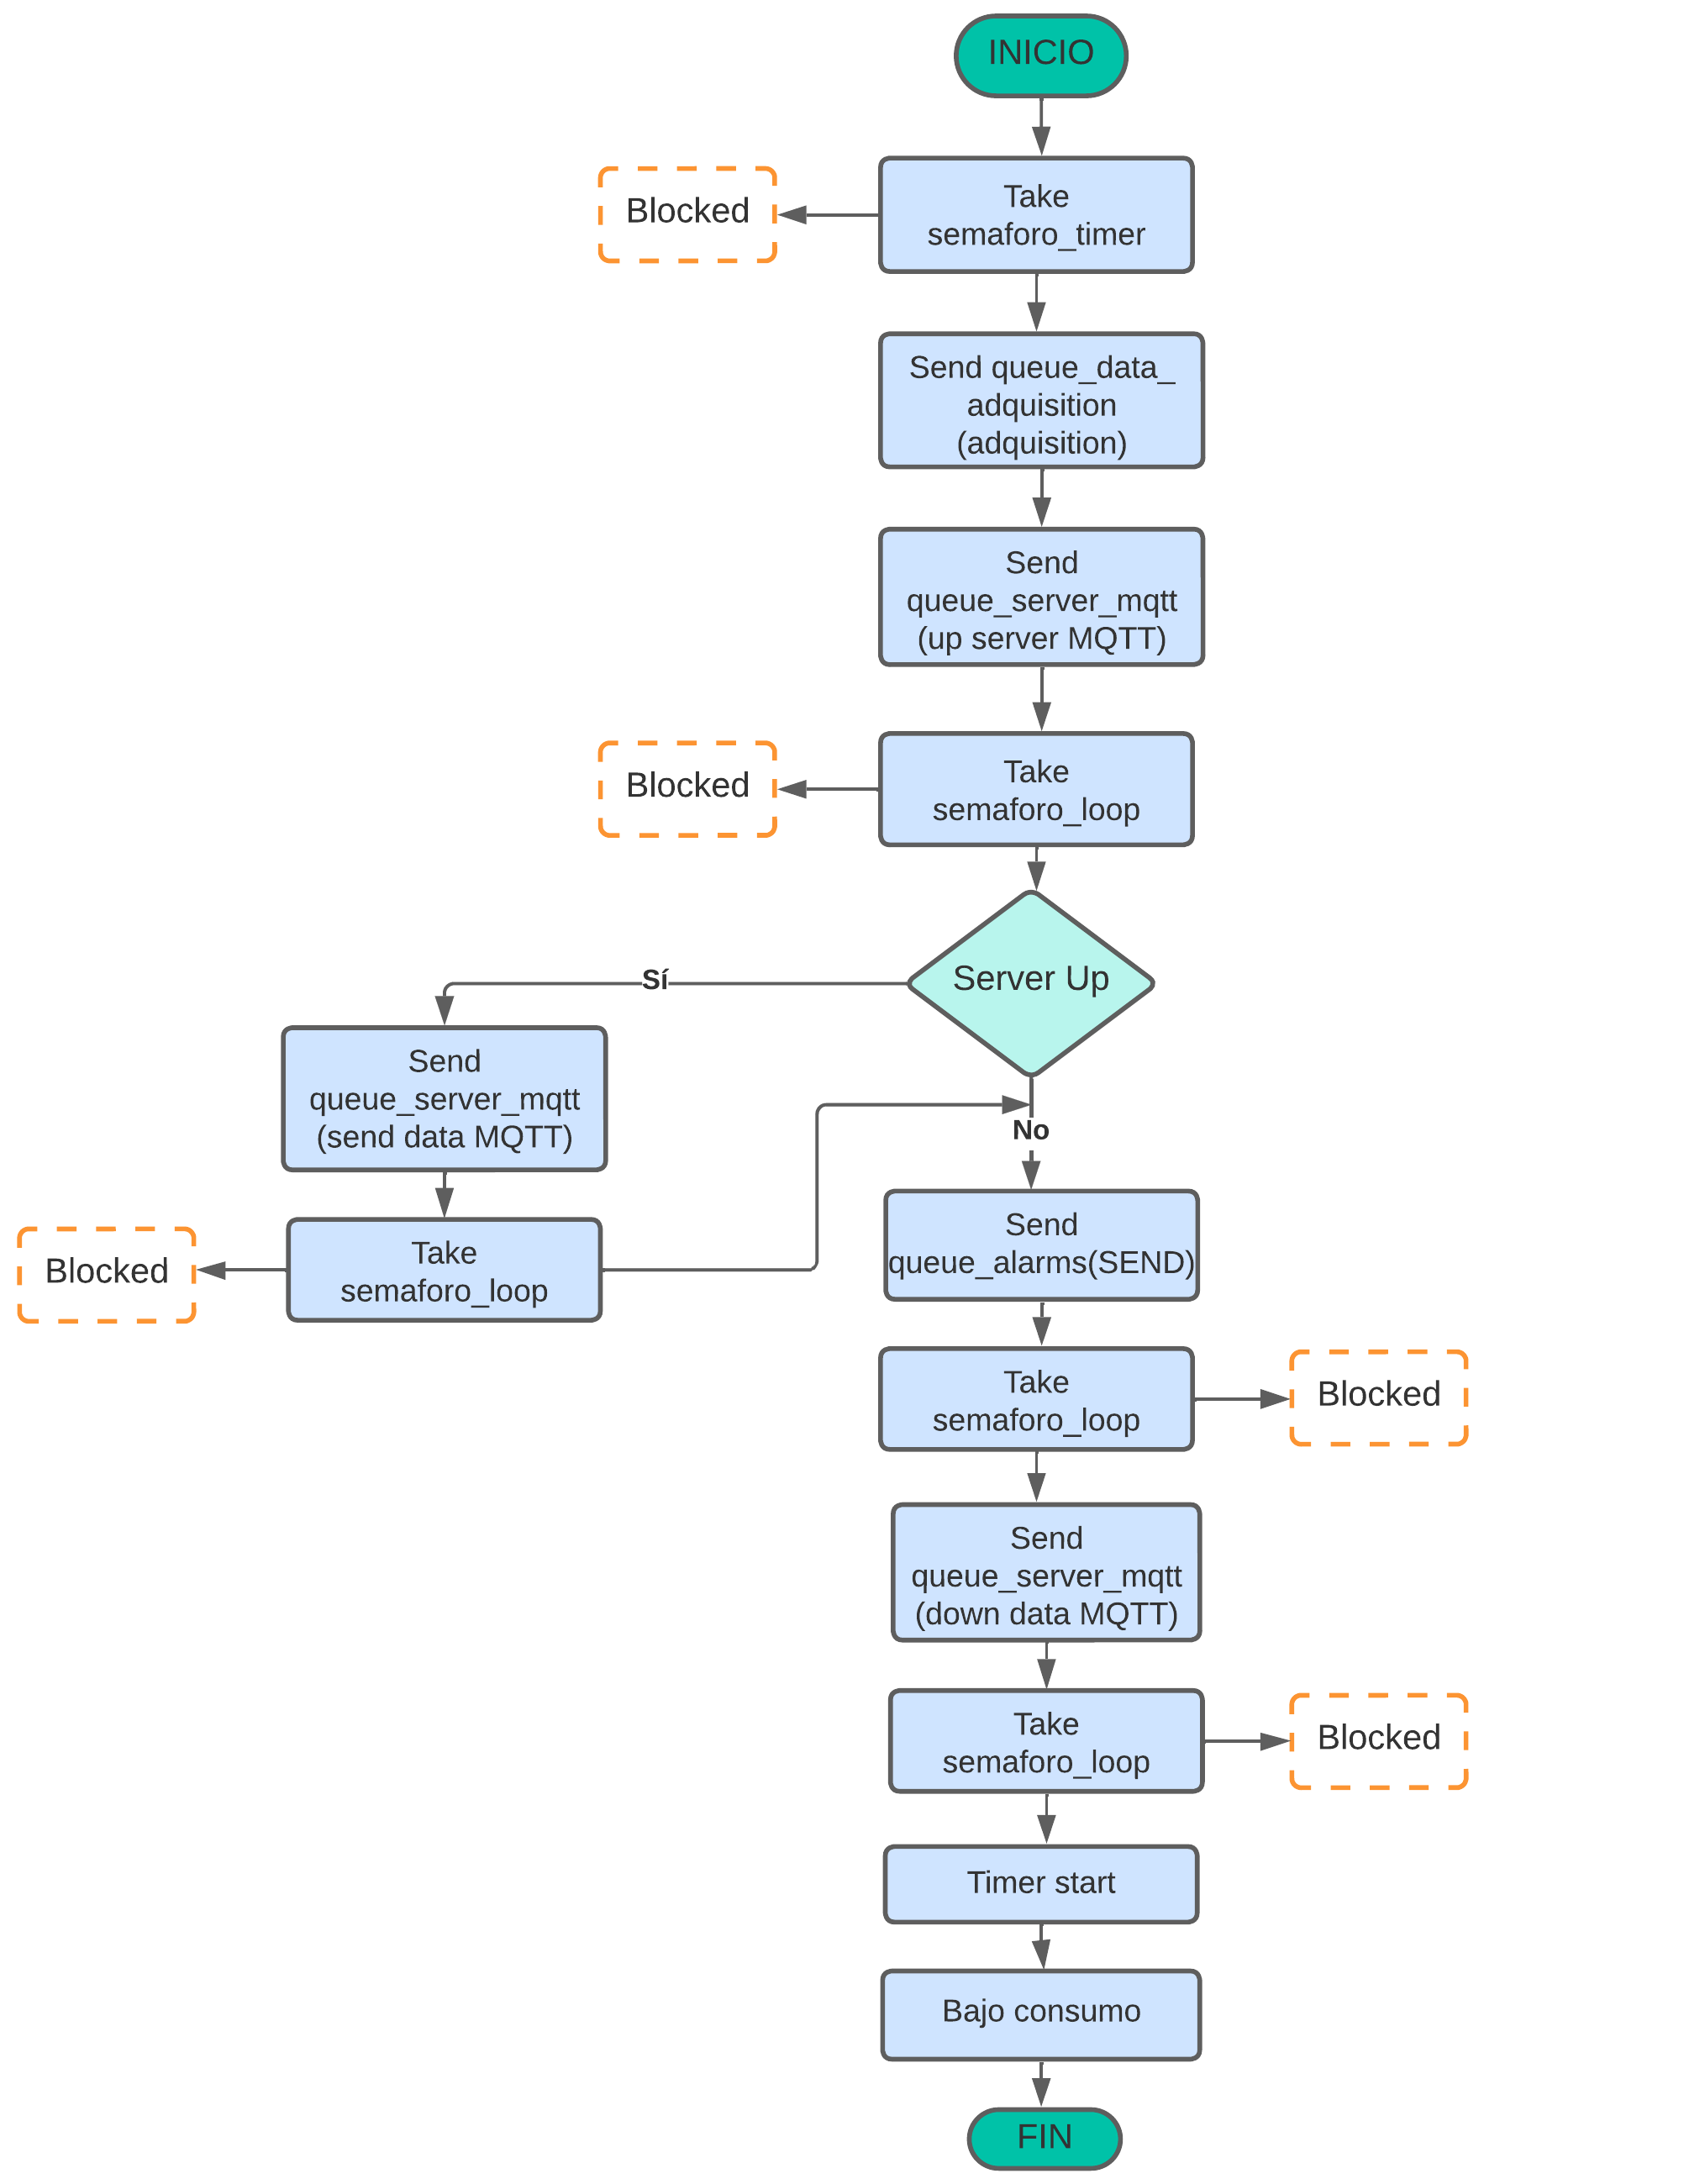 INICIO
Blocked
Take
semaforo_timer
Send queue_data_
adquisition
(adquisition)
Send
queue_server_mqtt
(up server MQTT)
Blocked
Take
semaforo_loop
Server Up
Sí
Send
queue_server_mqtt
(send data MQTT)
No
Blocked
Take
semaforo_loop
Send
queue_alarms(SEND)
Take
semaforo_loop
Blocked
Send
queue_server_mqtt
(down data MQTT)
Take
semaforo_loop
Blocked
Timer start
Bajo consumo
FIN